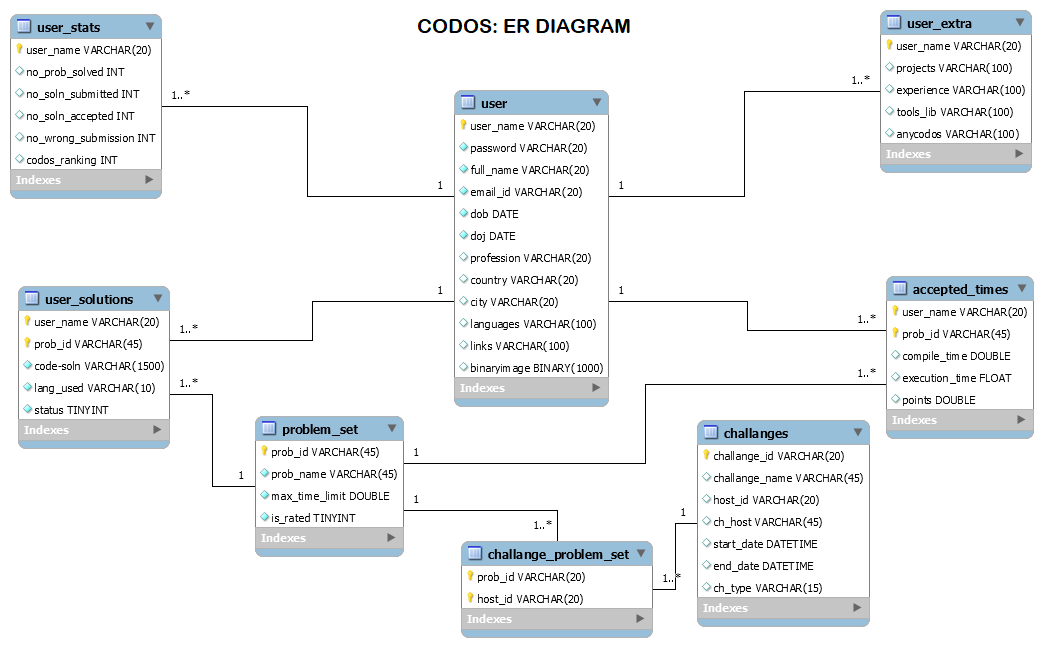 CODOS: ER DIAGRAM
user_stats
user_name VARCHAR(20)
no_prob_solved INT
no_soln_submitted INT
no_soln_accepted INT
no_wrong_submission INT
codos_ranking INT
Indexes
1..*
1
user
user_name VARCHAR(20)
password VARCHAR(20)
full_name VARCHAR(20)
email_id VARCHAR(20)
dob DATE
doj DATE
profession VARCHAR(20)
country VARCHAR(20)
city VARCHAR(20)
languages VARCHAR(100)
links VARCHAR(100)
binaryimage BINARY(1000)
Indexes
1
1..*
user_extra
user_name VARCHAR(20)
projects VARCHAR(100)
experience VARCHAR(100)
tools_lib VARCHAR(100)
anycodos VARCHAR(100)
Indexes
1
1..*
user_solutions
user_name VARCHAR(20)
prob_id VARCHAR(45)
code-soln VARCHAR(1500)
lang_used VARCHAR(10)
status TINYINT
Indexes
1..*
1
1
1..*
accepted_times
user_name VARCHAR(20)
prob_id VARCHAR(45)
compile_time DOUBLE
execution_time FLOAT
points DOUBLE
Indexes
1..*
1
problem_set
prob_id VARCHAR(45)
prob_name VARCHAR(45)
max_time_limit DOUBLE
is_rated TINYINT
Indexes
1
1..*
challange_problem_set
prob_id VARCHAR(20)
host_id VARCHAR(20)
Indexes
1..*
1
challanges
challange_id VARCHAR(20)
challange_name VARCHAR(45)
host_id VARCHAR(20)
ch_host VARCHAR(45)
start_date DATETIME
end_date DATETIME
ch_type VARCHAR(15)
Indexes